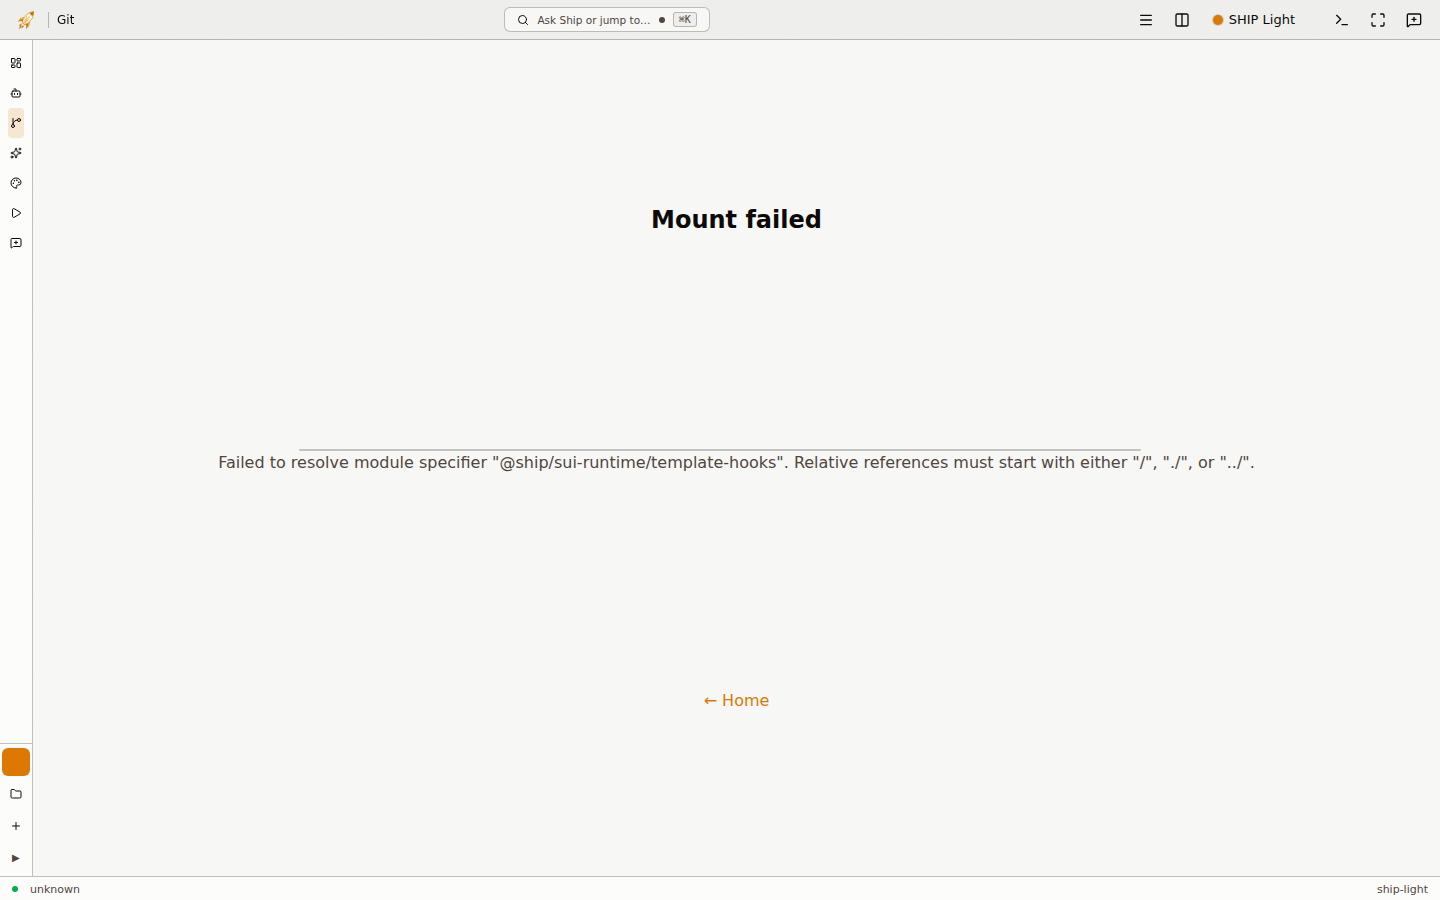 Git
Ask Ship or jump to... ⌘K
SHIP Light
Mount failed
Failed to resolve module specifier "@ship/sui-runtime/template-hooks". Relative references must start with either "/", "./", or "../".
← Home
unknown
ship-light